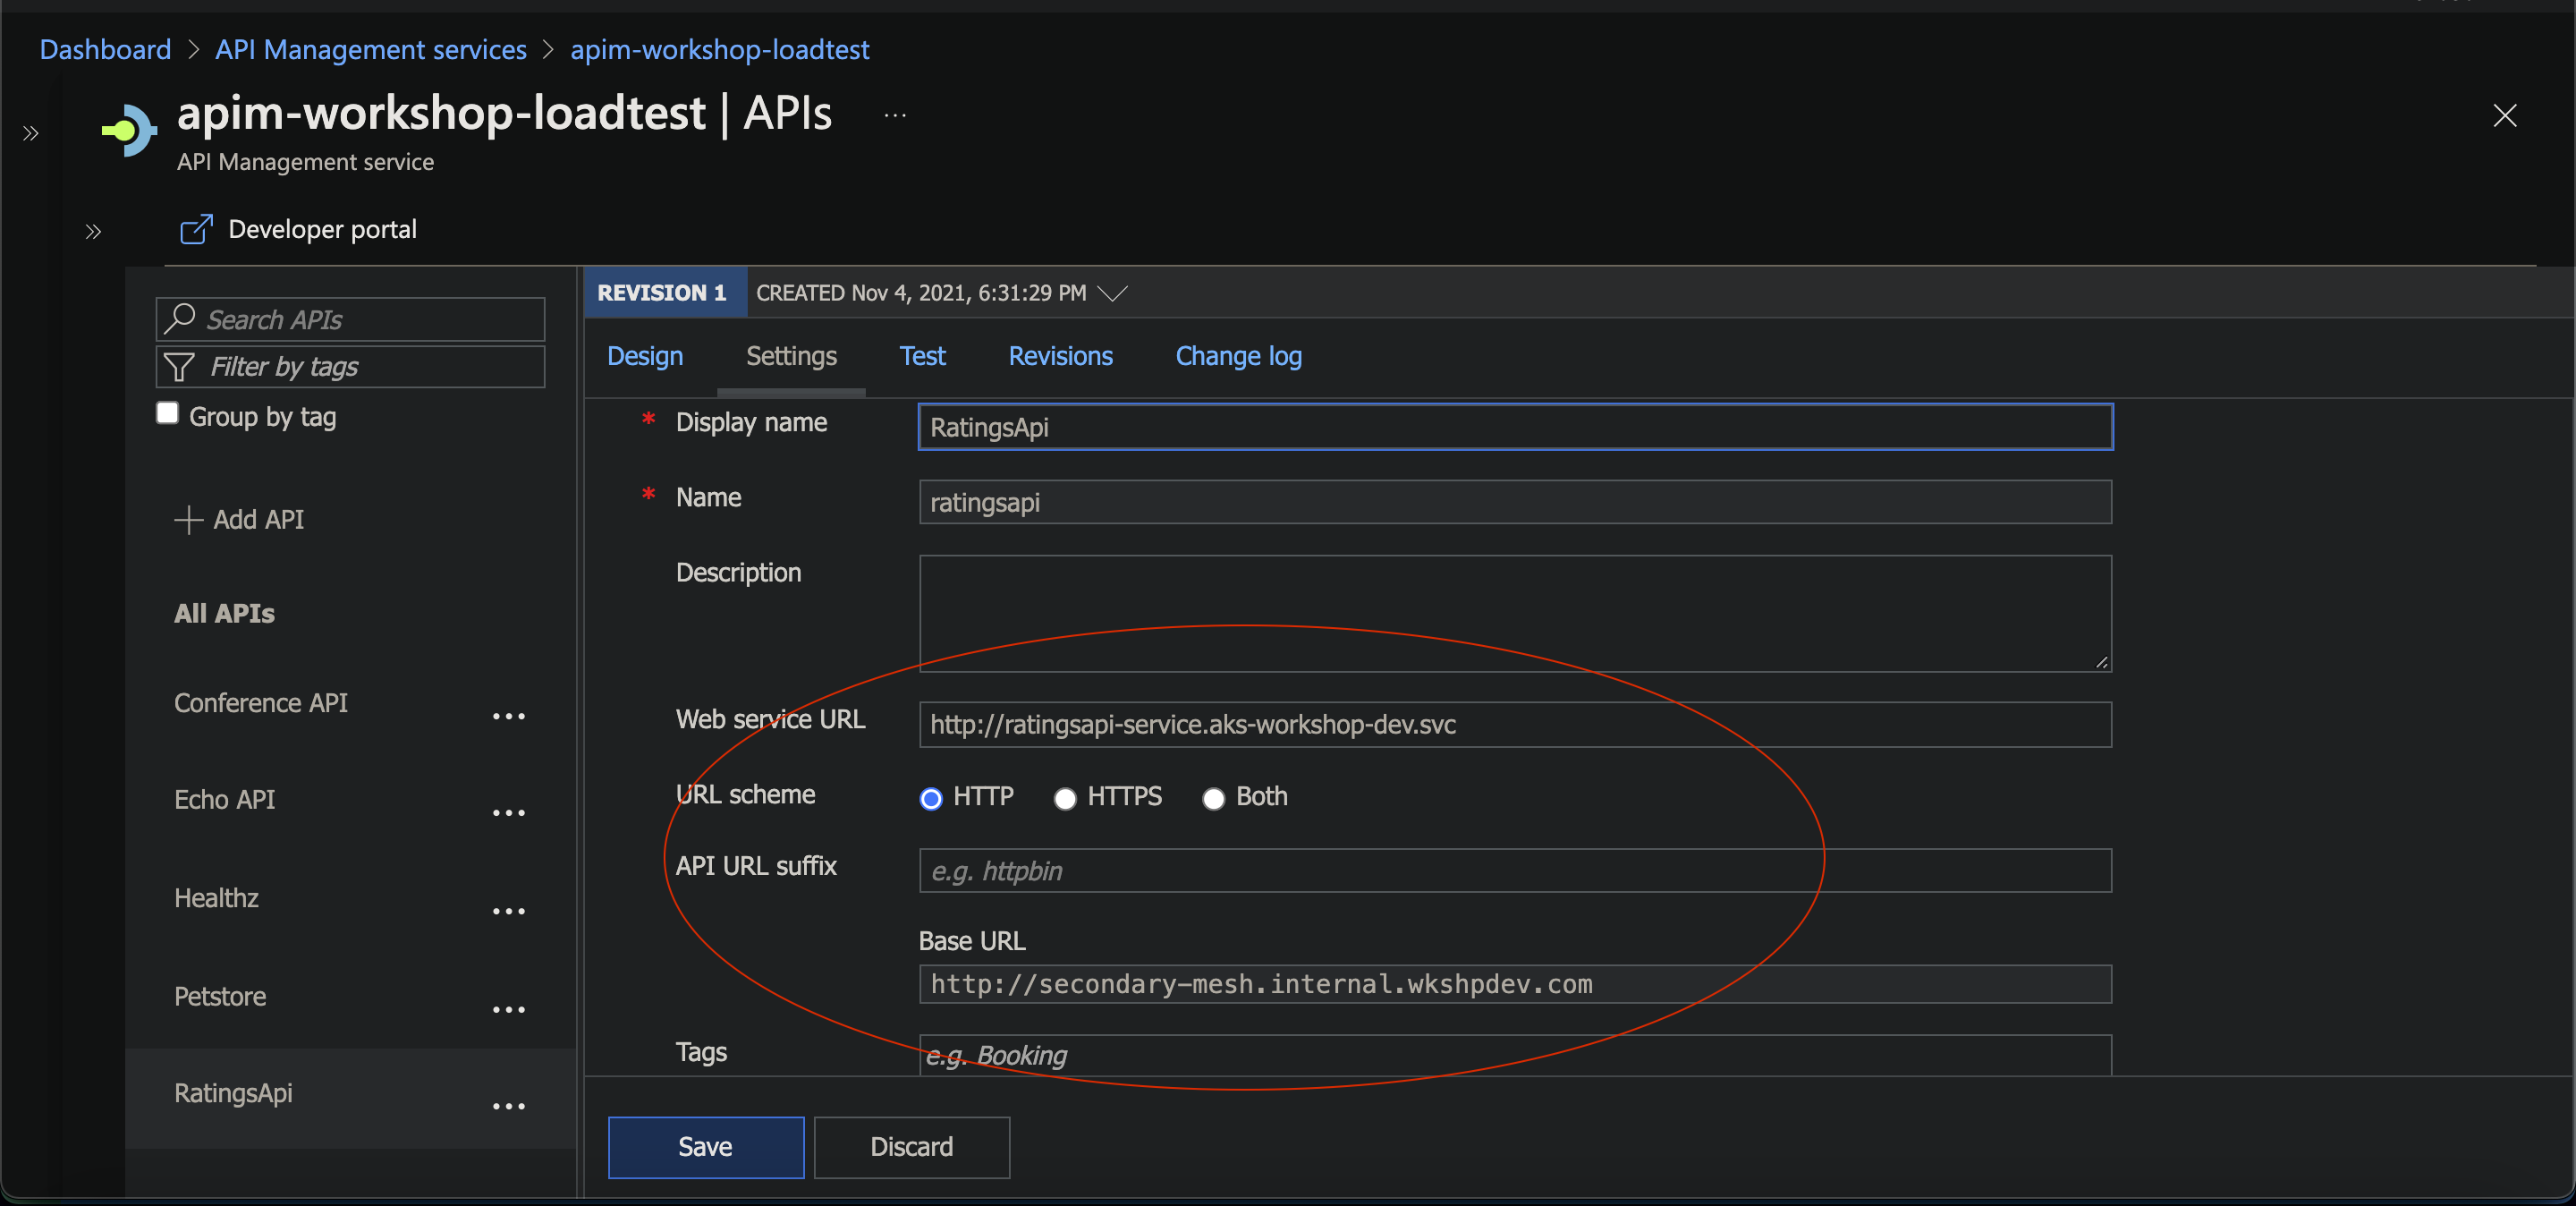 Dashboard > API Management services > apim-workshop-loadtest
apim-workshop-loadtest | APIs ...
API Management service
Developer portal
Search APIs
Filter by tags
Group by tag
Add API
All APIs
Conference API
Echo API
Healthz
Petstore
RatingsApi
REVISION 1 CREATED Nov 4, 2021, 6:31:29 PM
Design Settings Test Revisions Change log
* Display name RatingsApi
* Name ratingsapi
Description
Web service URL http://ratingsapi-service.aks-workshop-dev.svc
URL scheme HTTP HTTPS Both
API URL suffix e.g. httpbin
Base URL
http://secondary-mesh.internal.wkshpdev.com
Tags e.g. Booking
Save Discard